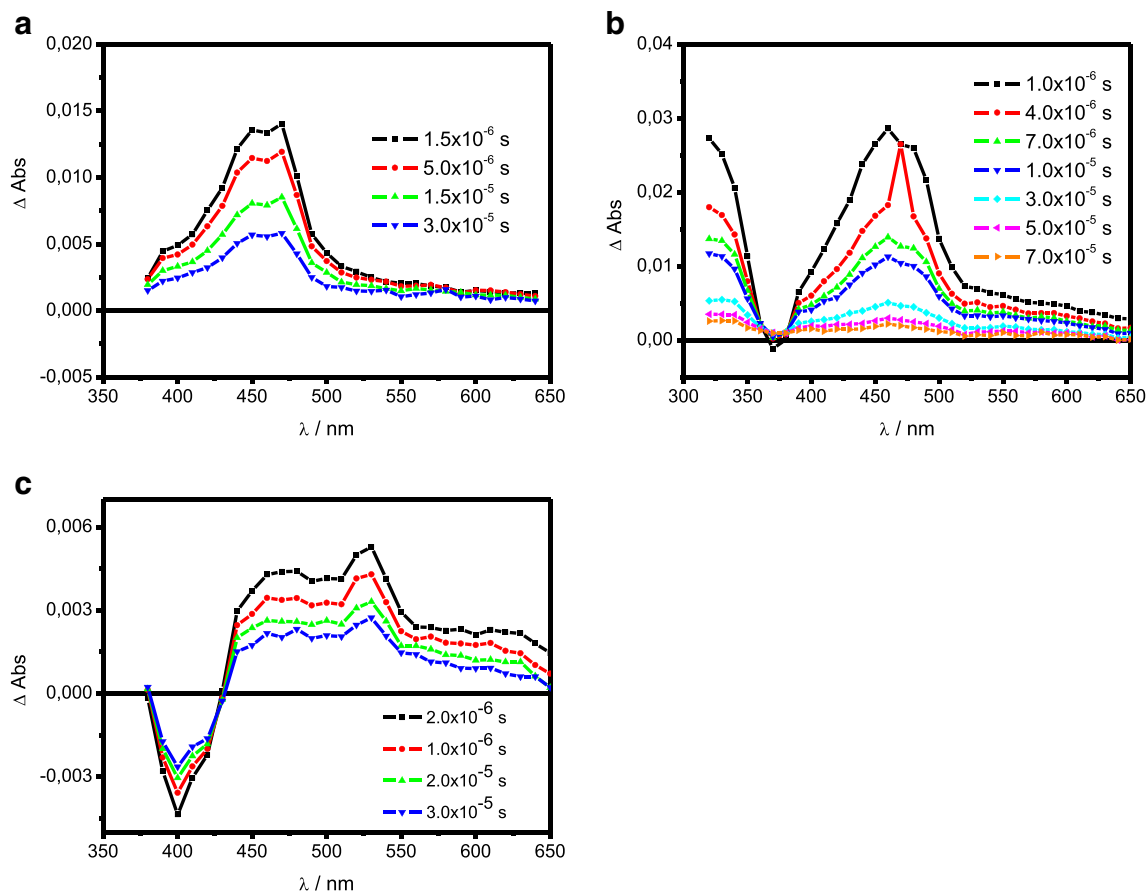 a
0,020
0,015
0,010
0,005
0,000
-0,005
Δ Abs
350 400 450 500 550 600 650
λ / nm
1.5x10⁻⁶ s
5.0x10⁻⁶ s
1.5x10⁻⁵ s
3.0x10⁻⁵ s
b
0,04
0,03
0,02
0,01
0,00
Δ Abs
300 350 400 450 500 550 600 650
λ / nm
1.0x10⁻⁶ s
4.0x10⁻⁶ s
7.0x10⁻⁶ s
1.0x10⁻⁵ s
3.0x10⁻⁵ s
5.0x10⁻⁵ s
7.0x10⁻⁵ s
c
0,006
0,003
0,000
-0,003
Δ Abs
350 400 450 500 550 600 650
λ / nm
2.0x10⁻⁶ s
1.0x10⁻⁶ s
2.0x10⁻⁵ s
3.0x10⁻⁵ s